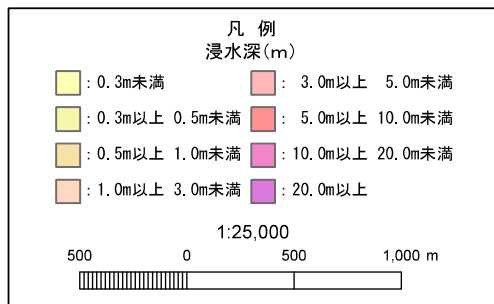 凡 例
浸水深(m)
: 0.3m未満
: 0.3m以上 0.5m未満
: 0.5m以上 1.0m未満
: 1.0m以上 3.0m未満
: 3.0m以上 5.0m未満
: 5.0m以上 10.0m未満
: 10.0m以上 20.0m未満
: 20.0m以上
1:25,000
500 0 500 1,000 m